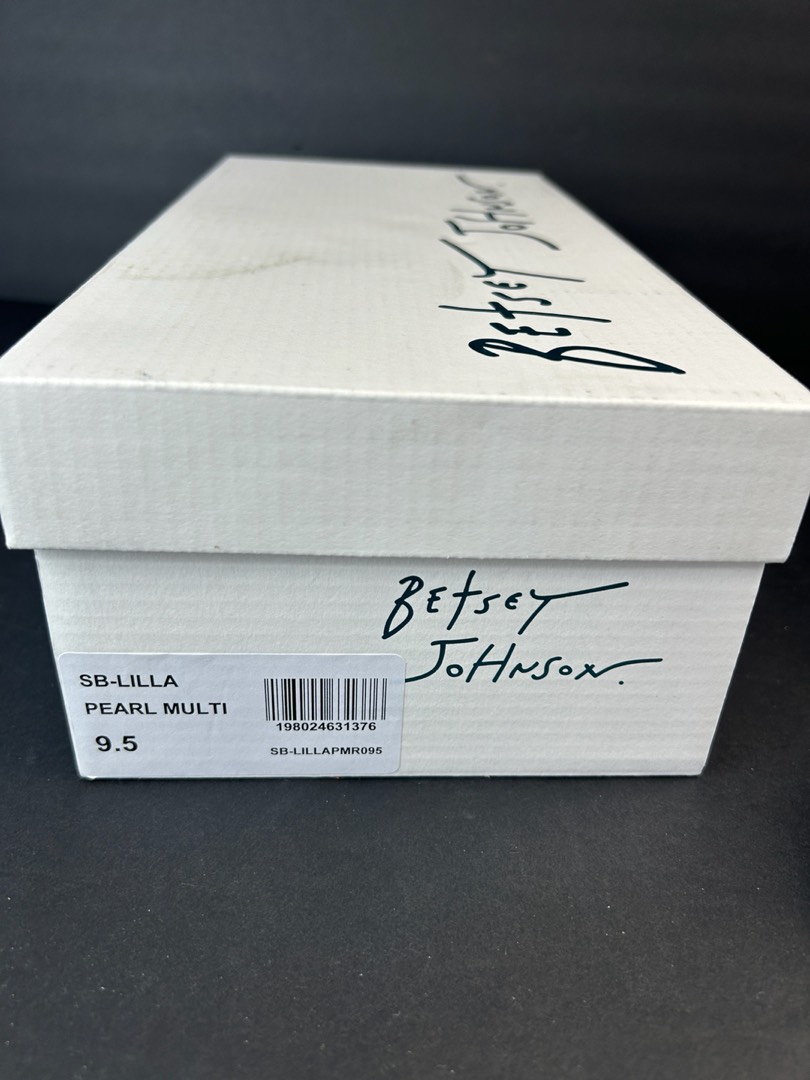 BETSEY JOHNSON.
BETSEY
JOHNSON.
SB-LILLA
PEARL MULTI
9.5
198024631376
SB-LILLAPMR095